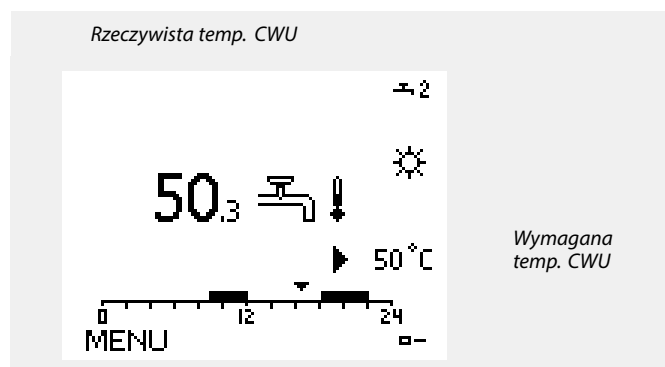 Rzeczywista temp. CWU
2
50.3
50°C
Wymagana
temp. CWU
0 12 24
MENU